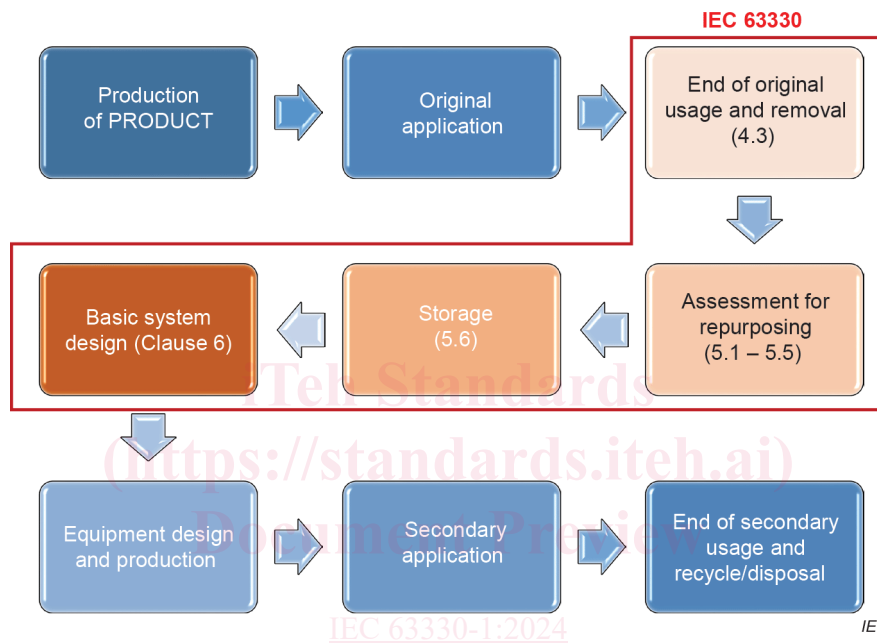 IEC 63330
Production
of PRODUCT
Original
application
End of original
usage and removal
(4.3)
Basic system
design (Clause 6)
Storage
(5.6)
Assessment for
repurposing
(5.1 – 5.5)
iTeh Standards
(https://standards.iteh.ai)
Document Preview
Equipment design
and production
Secondary
application
End of secondary
usage and
recycle/disposal
IEC 63330-1:2024
IE